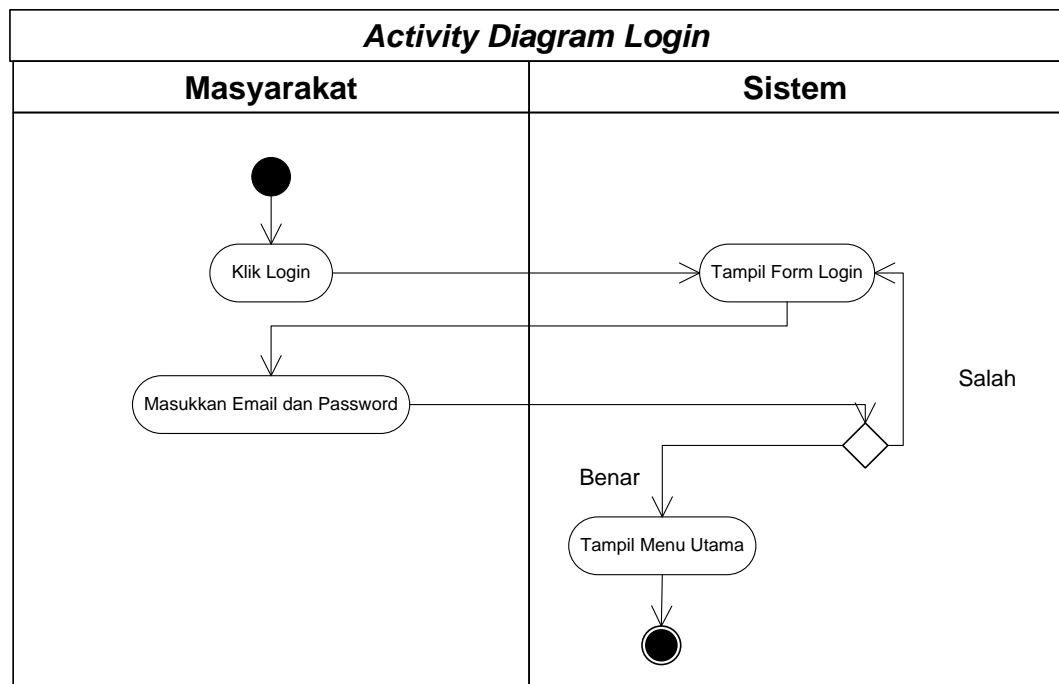 Activity Diagram Login
Masyarakat
Sistem
Klik Login
Tampil Form Login
Masukkan Email dan Password
Salah
Benar
Tampil Menu Utama